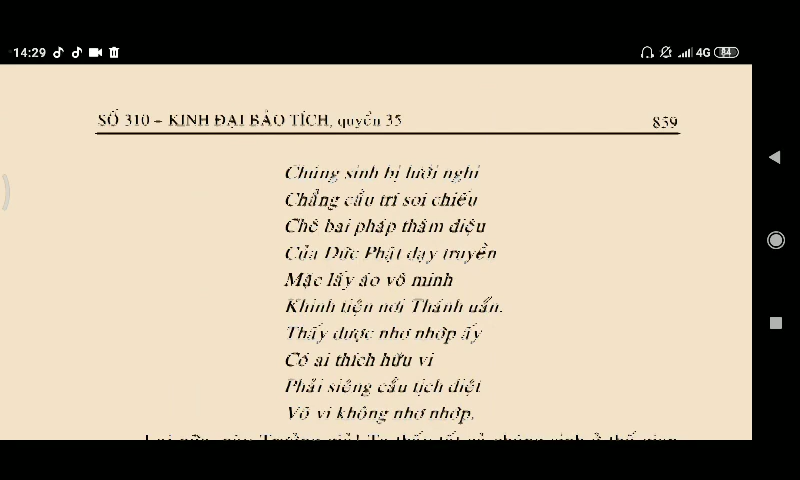 14:29
4G 84
SỐ 310 – KINH ĐẠI BẢO TÍCH, quyển 35 859
Chúng sinh bị lưới nghi
Chẳng cầu trí soi chiếu
Chê bai pháp thâm diệu
Của Đức Phật dạy truyền
Mặc lấy áo vô minh
Khinh tiện nơi Thánh uẩn.
Thấy được nhơ nhớp ấy
Có ai thích hữu vi
Phải siêng cầu tịch diệt
Vô vi không nhơ nhớp.